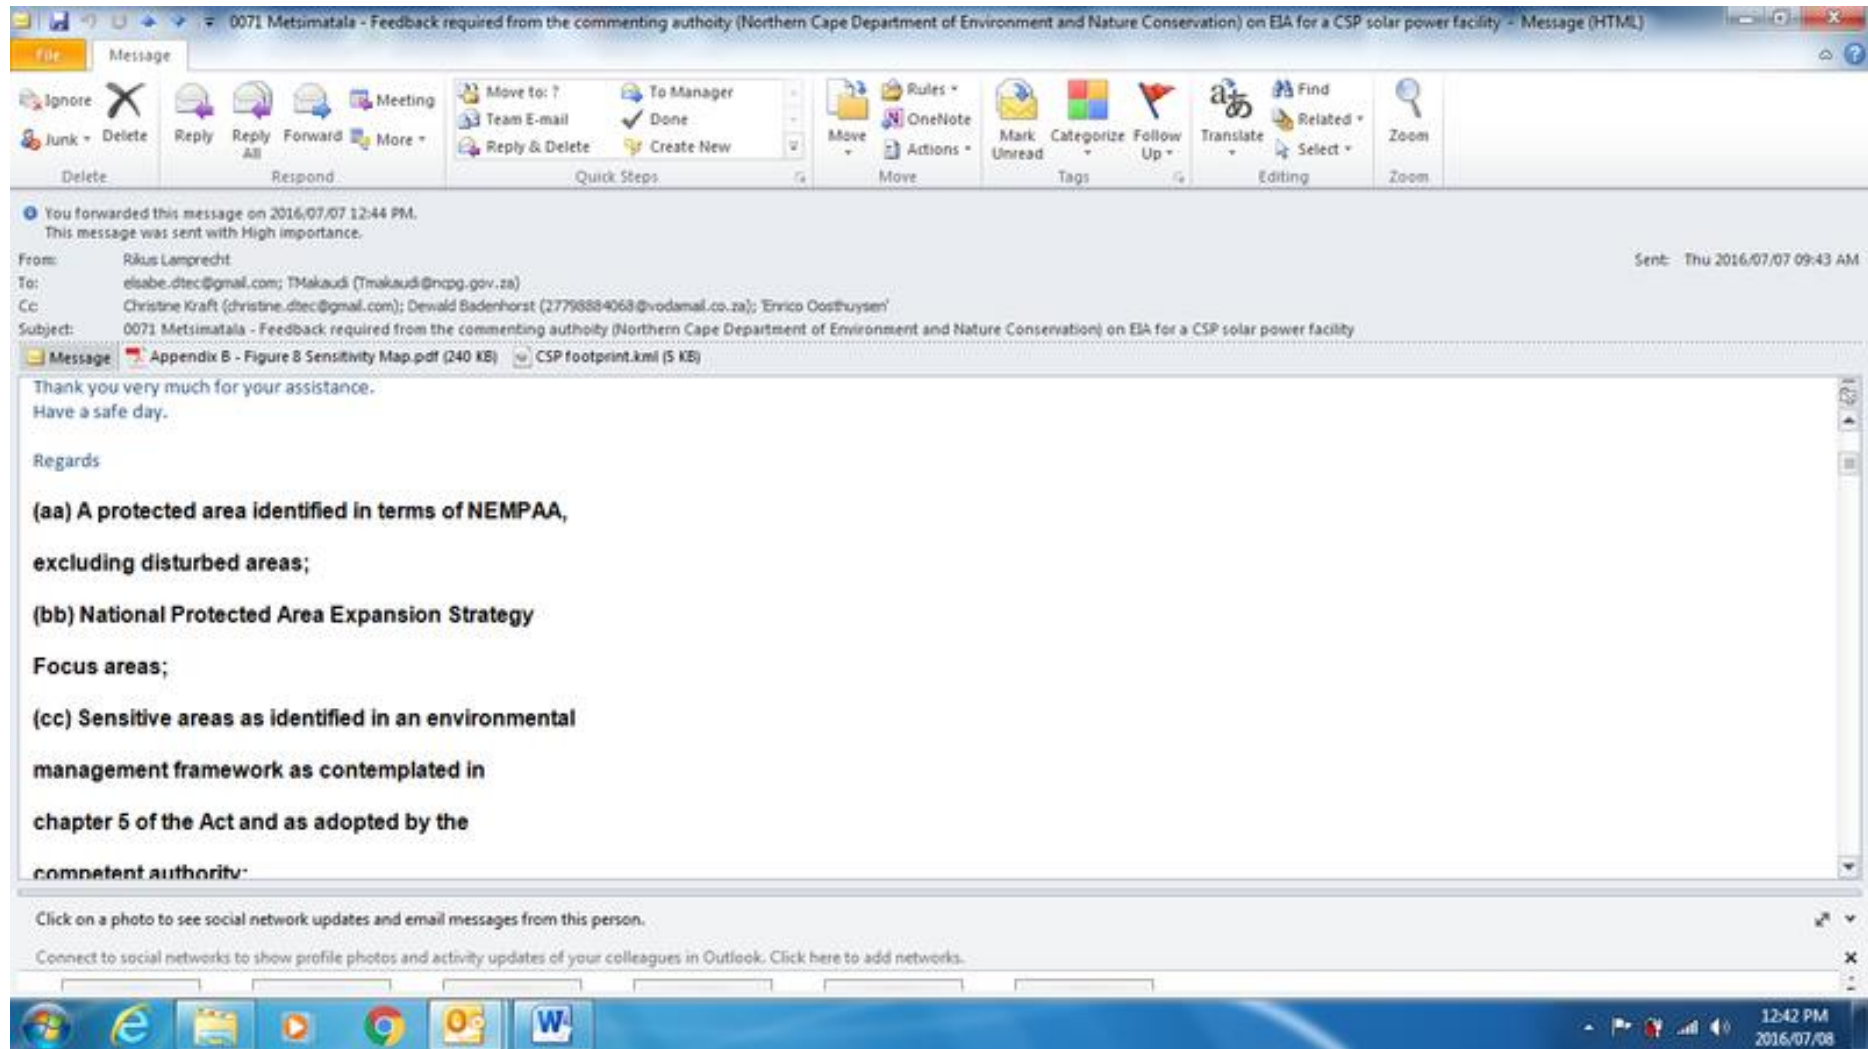 0071 Metsimatala - Feedback required from the commenting authoity (Northern Cape Department of Environment and Nature Conservation) on EIA for a CSP solar power facility - Message (HTML)
File Message
Ignore
Junk
Delete
Reply
Reply All
Forward
Meeting
More
Move to: ?
Team E-mail
Reply & Delete
To Manager
Done
Create New
Move
Rules
OneNote
Actions
Mark Unread
Categorize
Follow Up
Translate
Find
Related
Select
Zoom
Delete Respond Quick Steps Move Tags Editing Zoom
You forwarded this message on 2016/07/07 12:44 PM.
This message was sent with High importance.
From: Rikus Lamprecht Sent: Thu 2016/07/07 09:43 AM
To: elsabe.dtec@gmail.com; TMakaudi (Tmakaudi@ncpg.gov.za)
Cc: Christine Kraft (christine.dtec@gmail.com); Dewald Badenhorst (27798884068@vodamail.co.za); 'Enrico Oosthuysen'
Subject: 0071 Metsimatala - Feedback required from the commenting authoity (Northern Cape Department of Environment and Nature Conservation) on EIA for a CSP solar power facility
Message Appendix B - Figure 8 Sensitivity Map.pdf (240 KB) CSP footprint.kml (5 KB)
Thank you very much for your assistance.
Have a safe day.
Regards
(aa) A protected area identified in terms of NEMPAA,
excluding disturbed areas;
(bb) National Protected Area Expansion Strategy
Focus areas;
(cc) Sensitive areas as identified in an environmental
management framework as contemplated in
chapter 5 of the Act and as adopted by the
competent authority;
Click on a photo to see social network updates and email messages from this person.
Connect to social networks to show profile photos and activity updates of your colleagues in Outlook. Click here to add networks.
12:42 PM
2016/07/08